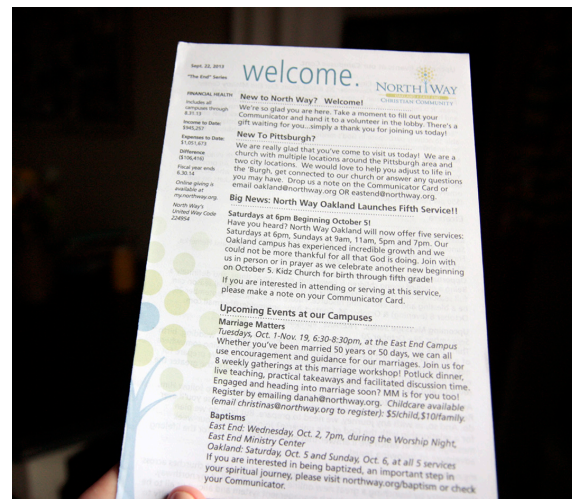 Sept. 22, 2013
"The End" Series
FINANCIAL HEALTH
Includes all
campuses through
8.31.13
Income to Date:
$945,257
Expenses to Date:
$1,051,673
Difference
($106,416)
Fiscal year ends
6.30.14
Online giving is
available at
my.northway.org.
North Way's
United Way Code
224954
welcome.
NORTH WAY
CHRISTIAN COMMUNITY
New to North Way? Welcome!
We're so glad you are here. Take a moment to fill out your
Communicator and hand it to a volunteer in the lobby. There's a
gift waiting for you...simply a thank you for joining us today!
New To Pittsburgh?
We are really glad that you've come to visit us today! We are a
church with multiple locations around the Pittsburgh area and
two city locations. We would love to help you adjust to life in
the 'Burgh, get connected to our church or answer any questions
you may have. Drop us a note on the Communicator Card or
email oakland@northway.org OR eastend@northway.org.
Big News: North Way Oakland Launches Fifth Service!!
Saturdays at 6pm Beginning October 5!
Have you heard? North Way Oakland will now offer five services:
Saturdays at 6pm, Sundays at 9am, 11am, 5pm and 7pm. Our
Oakland campus has experienced incredible growth and we
could not be more thankful for all that God is doing. Join with
us in person or in prayer as we celebrate another new beginning
on October 5. Kidz Church for birth through fifth grade!
If you are interested in attending or serving at this service,
please make a note on your Communicator Card.
Upcoming Events at our Campuses
Marriage Matters
Tuesdays, Oct. 1-Nov. 19, 6:30-8:30pm, at the East End Campus
Whether you've been married 50 years or 50 days, we can all
use encouragement and guidance for our marriages. Join us for
8 weekly gatherings at this marriage workshop! Potluck dinner,
live teaching, practical takeaways and facilitated discussion time.
Engaged and heading into marriage soon? MM is for you too!
Register by emailing danah@northway.org. Childcare available
(email christinas@northway.org to register): $5/child,$10/family.
Baptisms
East End: Wednesday, Oct. 2, 7pm, during the Worship Night,
East End Ministry Center
Oakland: Saturday, Oct. 5 and Sunday, Oct. 6, at all 5 services
If you are interested in being baptized, an important step in
your spiritual journey, please visit northway.org/baptism or check
your Communicator.